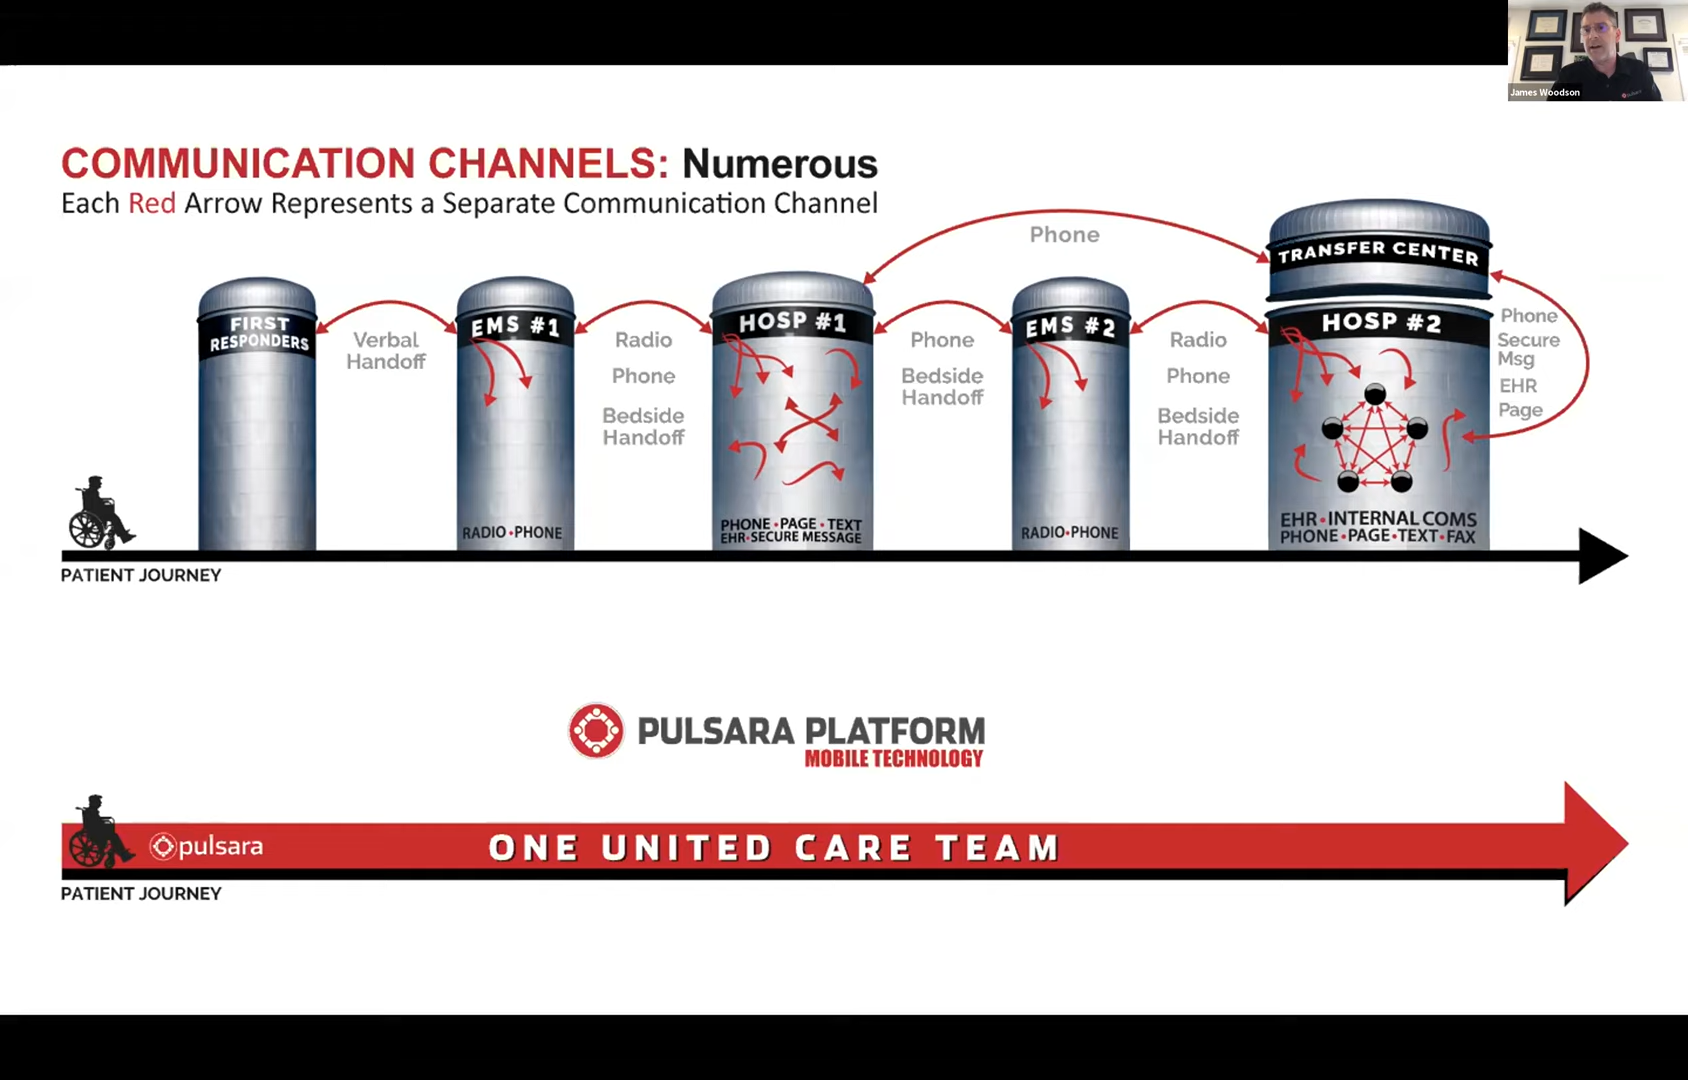 James Woodson
COMMUNICATION CHANNELS: Numerous
Each Red Arrow Represents a Separate Communication Channel
FIRST
RESPONDERS
Verbal
Handoff
EMS #1
RADIO • PHONE
Radio
Phone
Bedside
Handoff
HOSP #1
PHONE • PAGE • TEXT
EHR • SECURE MESSAGE
Phone
Phone
Bedside
Handoff
EMS #2
RADIO • PHONE
Radio
Phone
Bedside
Handoff
TRANSFER CENTER
HOSP #2
EHR • INTERNAL COMS
PHONE • PAGE • TEXT • FAX
Phone
Secure
Msg
EHR
Page
PATIENT JOURNEY
PULSARA PLATFORM
MOBILE TECHNOLOGY
pulsara
ONE UNITED CARE TEAM
PATIENT JOURNEY